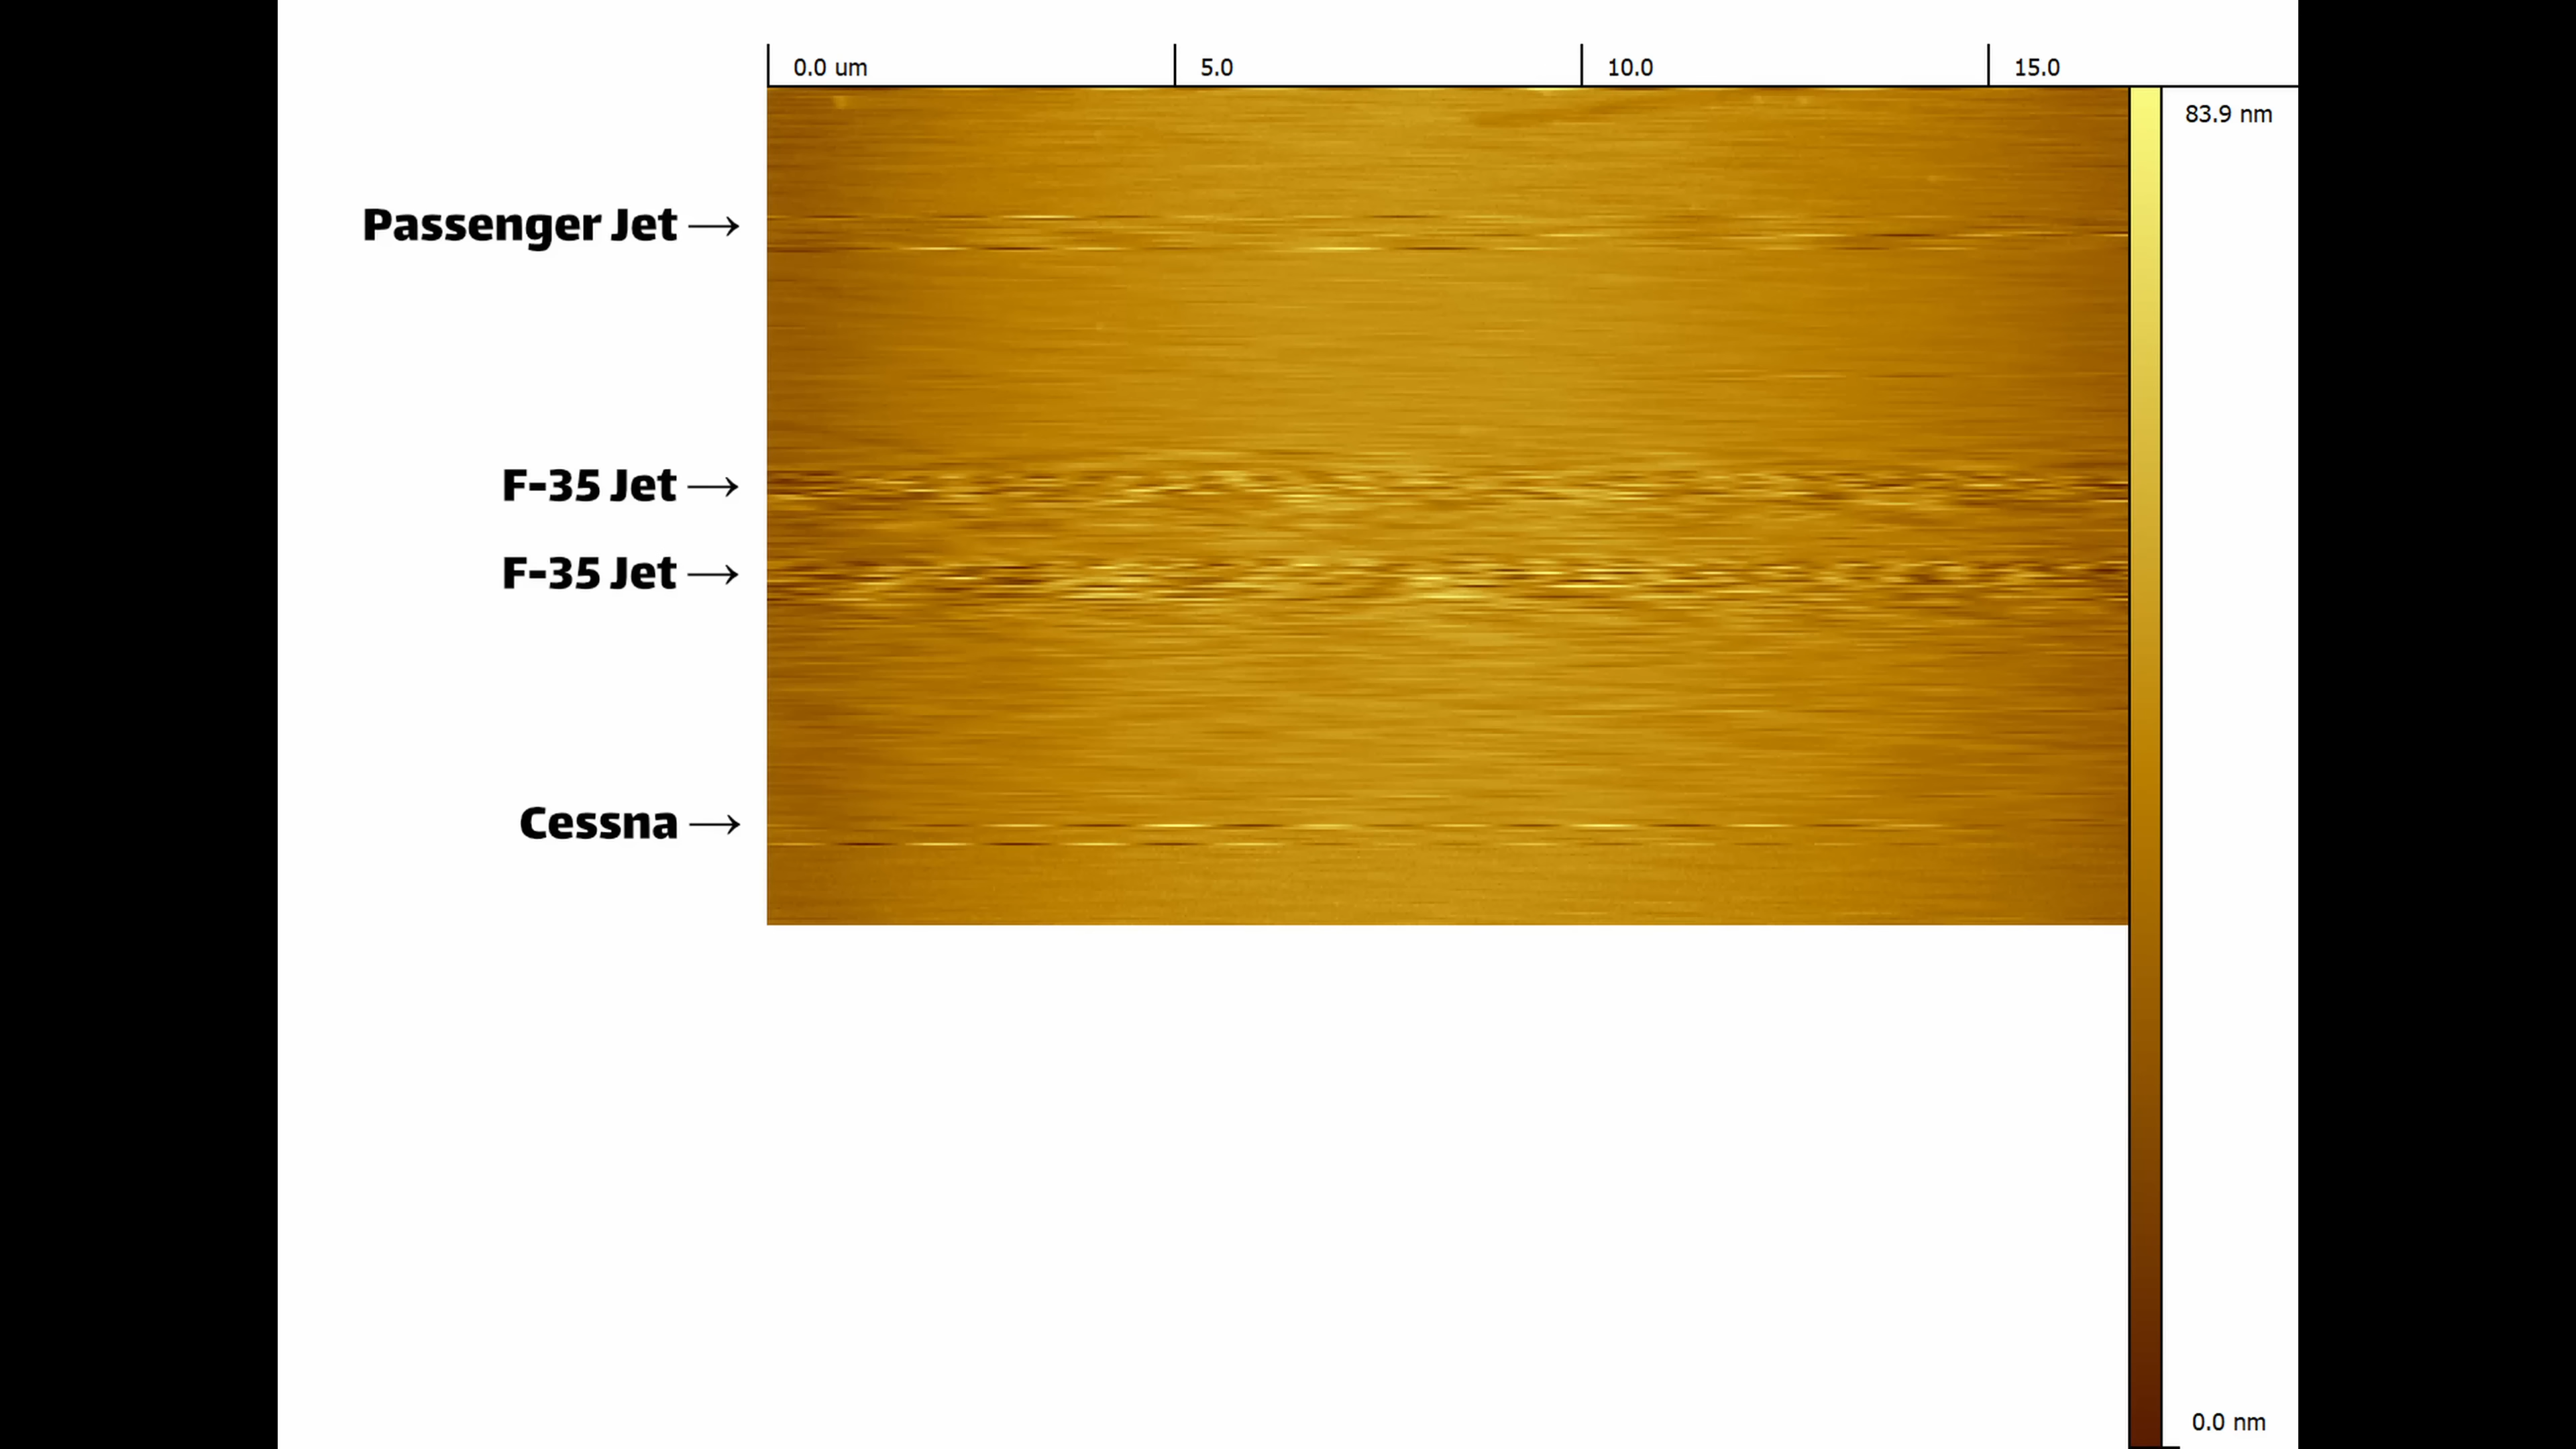 0.0 um 5.0 10.0 15.0
83.9 nm
Passenger Jet →
F-35 Jet →
F-35 Jet →
Cessna →
0.0 nm